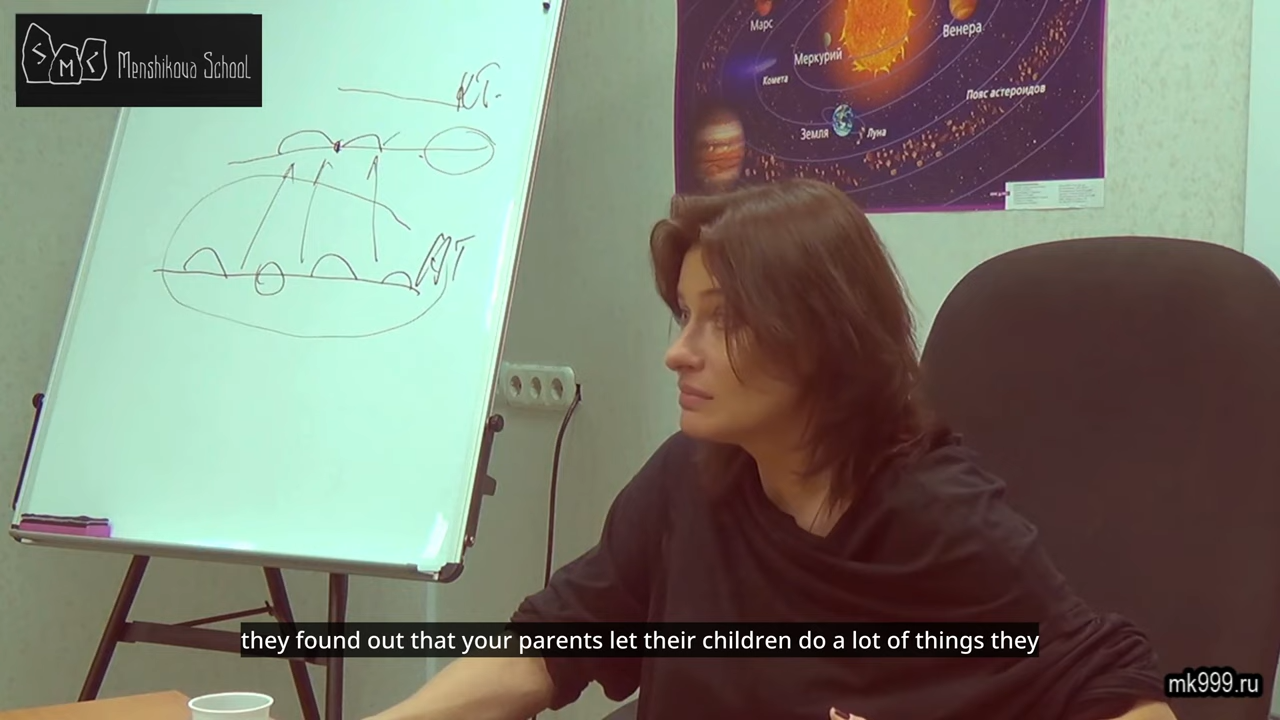 SMS Menshikova School
КТ.
Марс
Венера
Меркурий
Комета
Пояс астероидов
Земля
Луна
they found out that your parents let their children do a lot of things they
mk999.ru